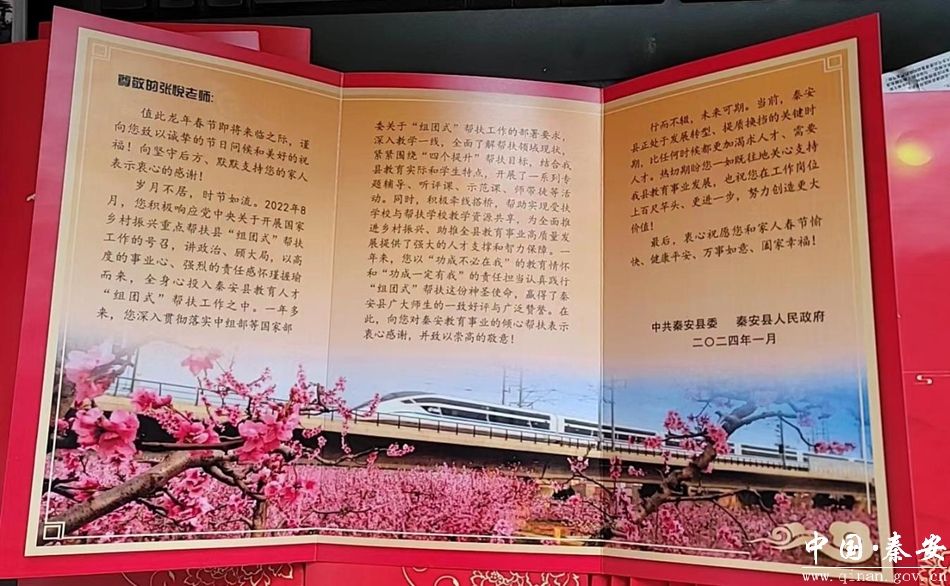 尊敬的张悦老师：
值此龙年春节即将来临之际，谨
向您致以诚挚的节日问候和美好的祝
福！向坚守后方、默默支持您的家人
表示衷心的感谢！
岁月不居，时节如流。2022年8
月，您积极响应党中央关于开展国家
乡村振兴重点帮扶县“组团式”帮扶
工作的号召，讲政治、顾大局，以高
度的事业心、强烈的责任感怀瑾握瑜
而来，全身心投入秦安县教育人才
“组团式”帮扶工作之中。一年多
来，您深入贯彻落实中组部等国家部
委关于“组团式”帮扶工作的部署要求，
深入教学一线，全面了解帮扶领域现状，
紧紧围绕“四个提升”帮扶目标，结合我
县教育实际和学生特点，开展了一系列专
题辅导、听评课、示范课、师带徒等活
动。同时，积极牵线搭桥，帮助实现受扶
学校与帮扶学校教学资源共享，为全面推
进乡村振兴、助推全县教育事业高质量发
展提供了强大的人才支撑和智力保障。一
年来，您以“功成不必在我”的教育情怀
和“功成一定有我”的责任担当认真践行
“组团式”帮扶这份神圣使命，赢得了秦
安县广大师生的一致好评与广泛赞誉。在
此，向您对秦安教育事业的倾心帮扶表示
衷心感谢，并致以崇高的敬意！
行而不辍，未来可期。当前，秦安
县正处于发展转型、提质换挡的关键时
期，比任何时候都更加渴求人才、需要
人才。热切期盼您一如既往地关心支持
我县教育事业发展，也祝您在工作岗位
上百尺竿头、更进一步，努力创造更大
价值！
最后，衷心祝愿您和家人春节愉
快、健康平安、万事如意、阖家幸福！
中共秦安县委 秦安县人民政府
二〇二四年一月
中国·秦安
www.qinan.gov.cn